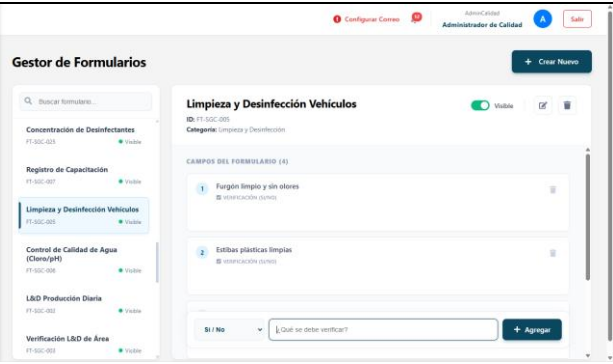 Configurar Correo
AdminCalidad
Administrador de Calidad
A
Salir
Gestor de Formularios
+ Crear Nuevo
Buscar formulario...
Concentración de Desinfectantes
FT-SGC-025
Visible
Registro de Capacitación
FT-SGC-007
Visible
Limpieza y Desinfección Vehículos
FT-SGC-005
Visible
Control de Calidad de Agua
(Cloro/pH)
FT-SGC-006
Visible
L&D Producción Diaria
FT-SGC-002
Visible
Verificación L&D de Área
FT-SGC-003
Visible
Limpieza y Desinfección Vehículos
Visible
ID: FT-SGC-005
Categoría: Limpieza y Desinfección
CAMPOS DEL FORMULARIO (4)
1
Furgón limpio y sin olores
VERIFICACIÓN (SI/NO)
2
Estibas plásticas limpias
VERIFICACIÓN (SI/NO)
Si / No
¿Qué se debe verificar?
+ Agregar